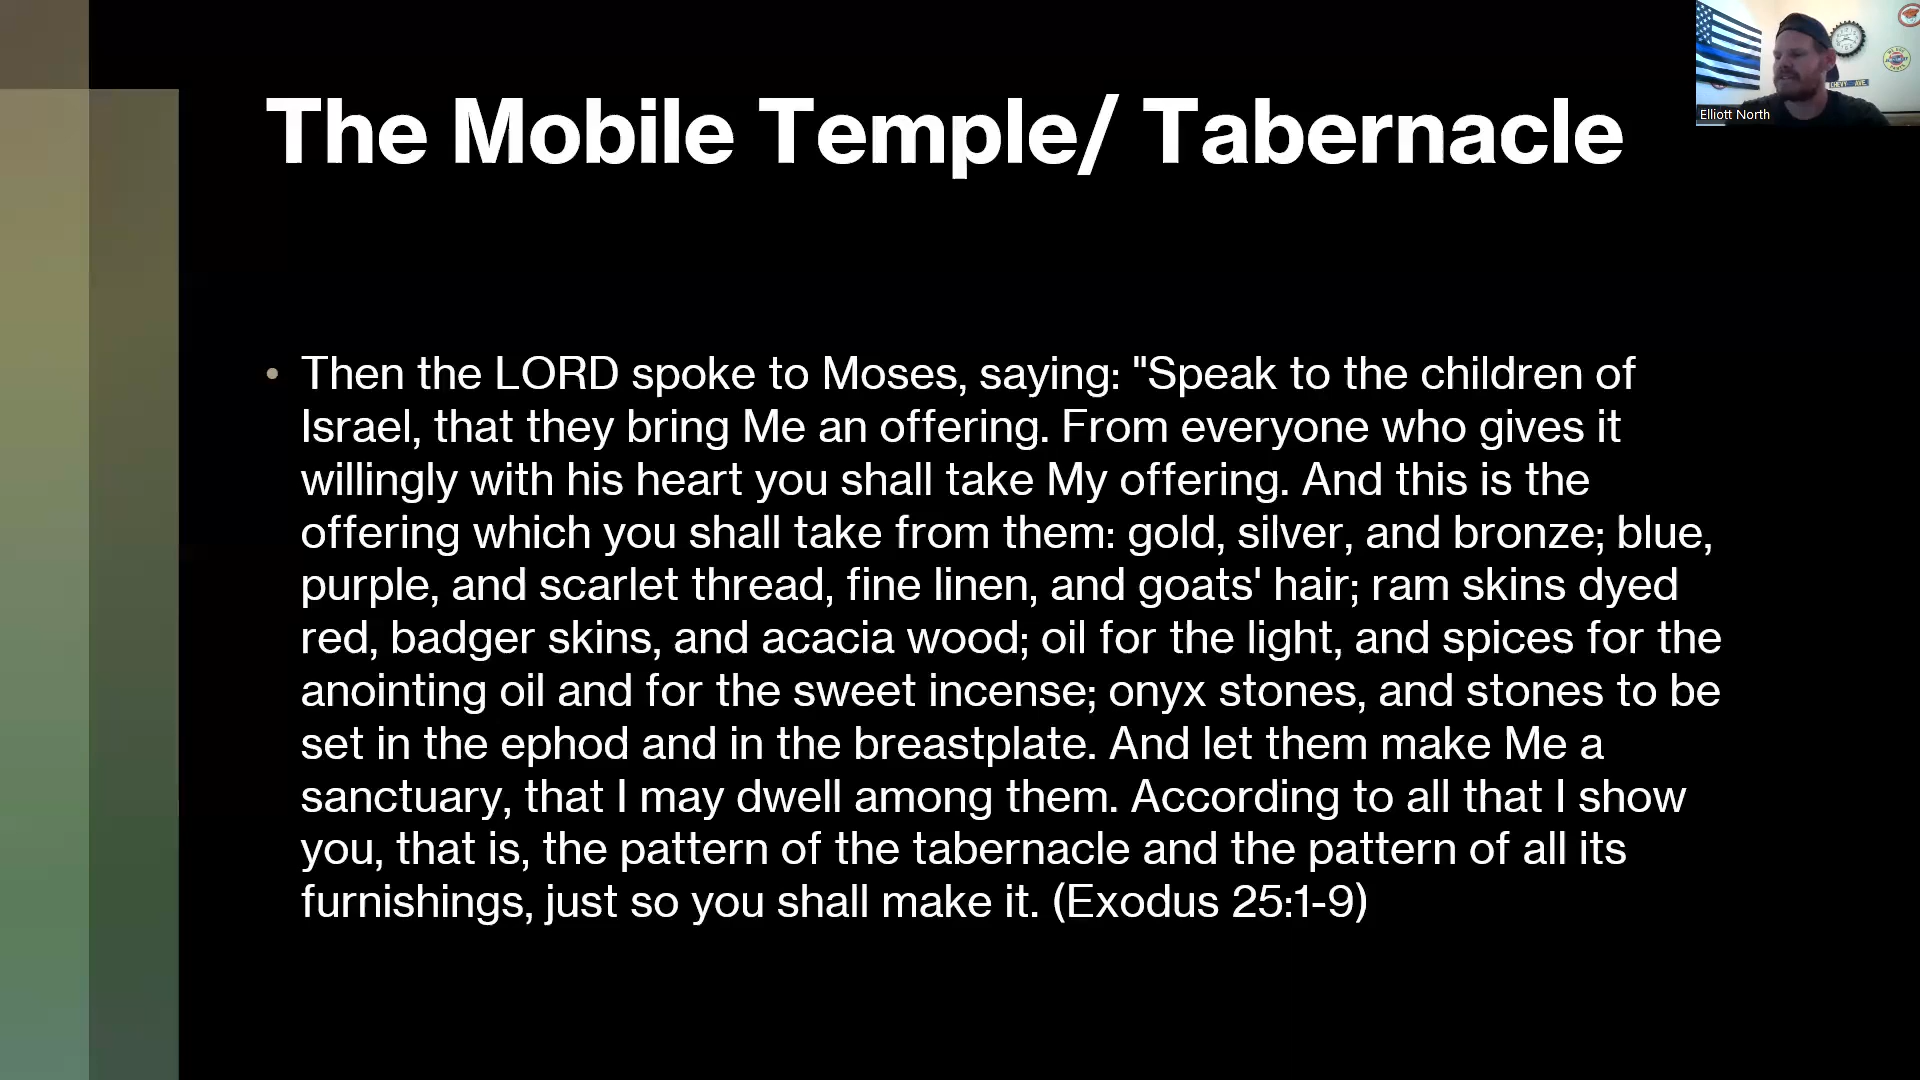 The Mobile Temple/ Tabernacle
Elliott North
• Then the LORD spoke to Moses, saying: "Speak to the children of
Israel, that they bring Me an offering. From everyone who gives it
willingly with his heart you shall take My offering. And this is the
offering which you shall take from them: gold, silver, and bronze; blue,
purple, and scarlet thread, fine linen, and goats' hair; ram skins dyed
red, badger skins, and acacia wood; oil for the light, and spices for the
anointing oil and for the sweet incense; onyx stones, and stones to be
set in the ephod and in the breastplate. And let them make Me a
sanctuary, that I may dwell among them. According to all that I show
you, that is, the pattern of the tabernacle and the pattern of all its
furnishings, just so you shall make it. (Exodus 25:1-9)